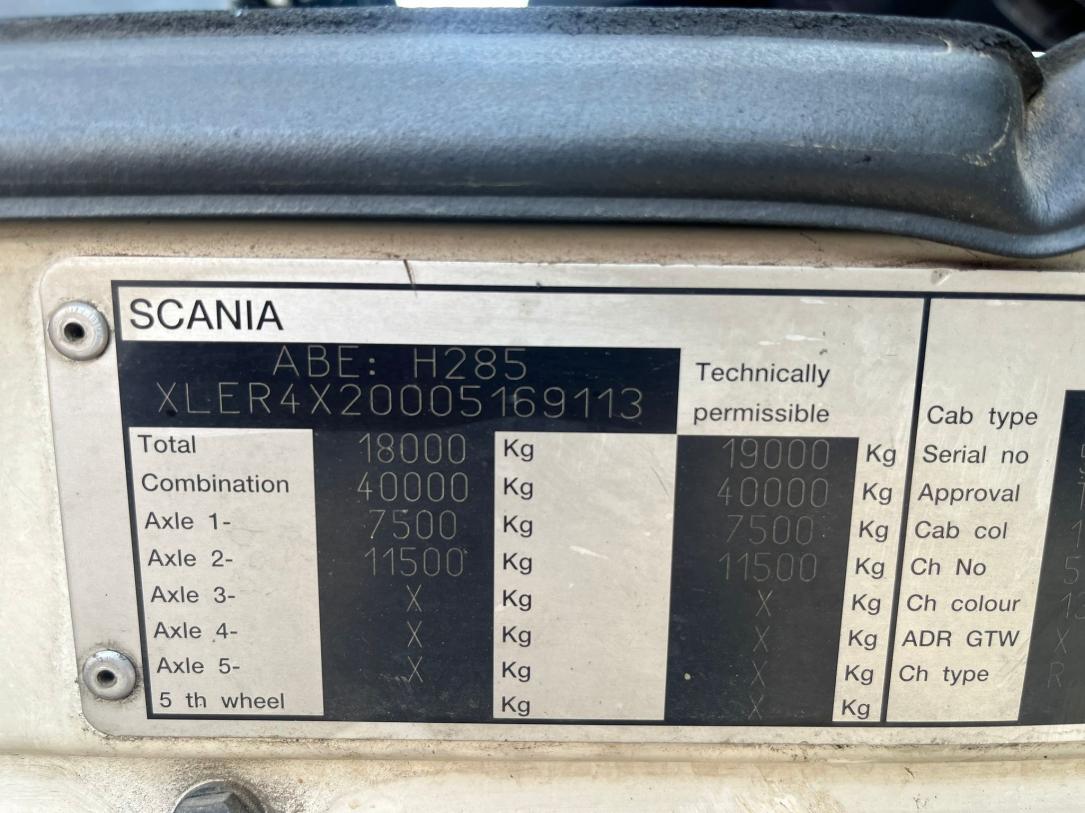 SCANIA
ABE: H285
XLER4X20005169113
Technically
permissible
Total 18000 Kg 19000 Kg
Combination 40000 Kg 40000 Kg
Axle 1- 7500 Kg 7500 Kg
Axle 2- 11500 Kg 11500 Kg
Axle 3- X Kg X Kg
Axle 4- X Kg X Kg
Axle 5- X Kg X Kg
5 th wheel Kg X Kg
Cab type
Serial no
Approval
Cab col
Ch No
Ch colour
ADR GTW X
Ch type R